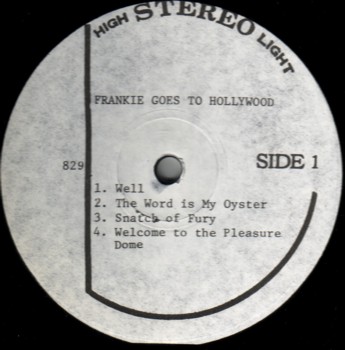 HIGH STEREO LIGHT
FRANKIE GOES TO HOLLYWOOD
829
SIDE 1
1. Well
2. The Word is My Oyster
3. Snatch of Fury
4. Welcome to the Pleasure
Dome